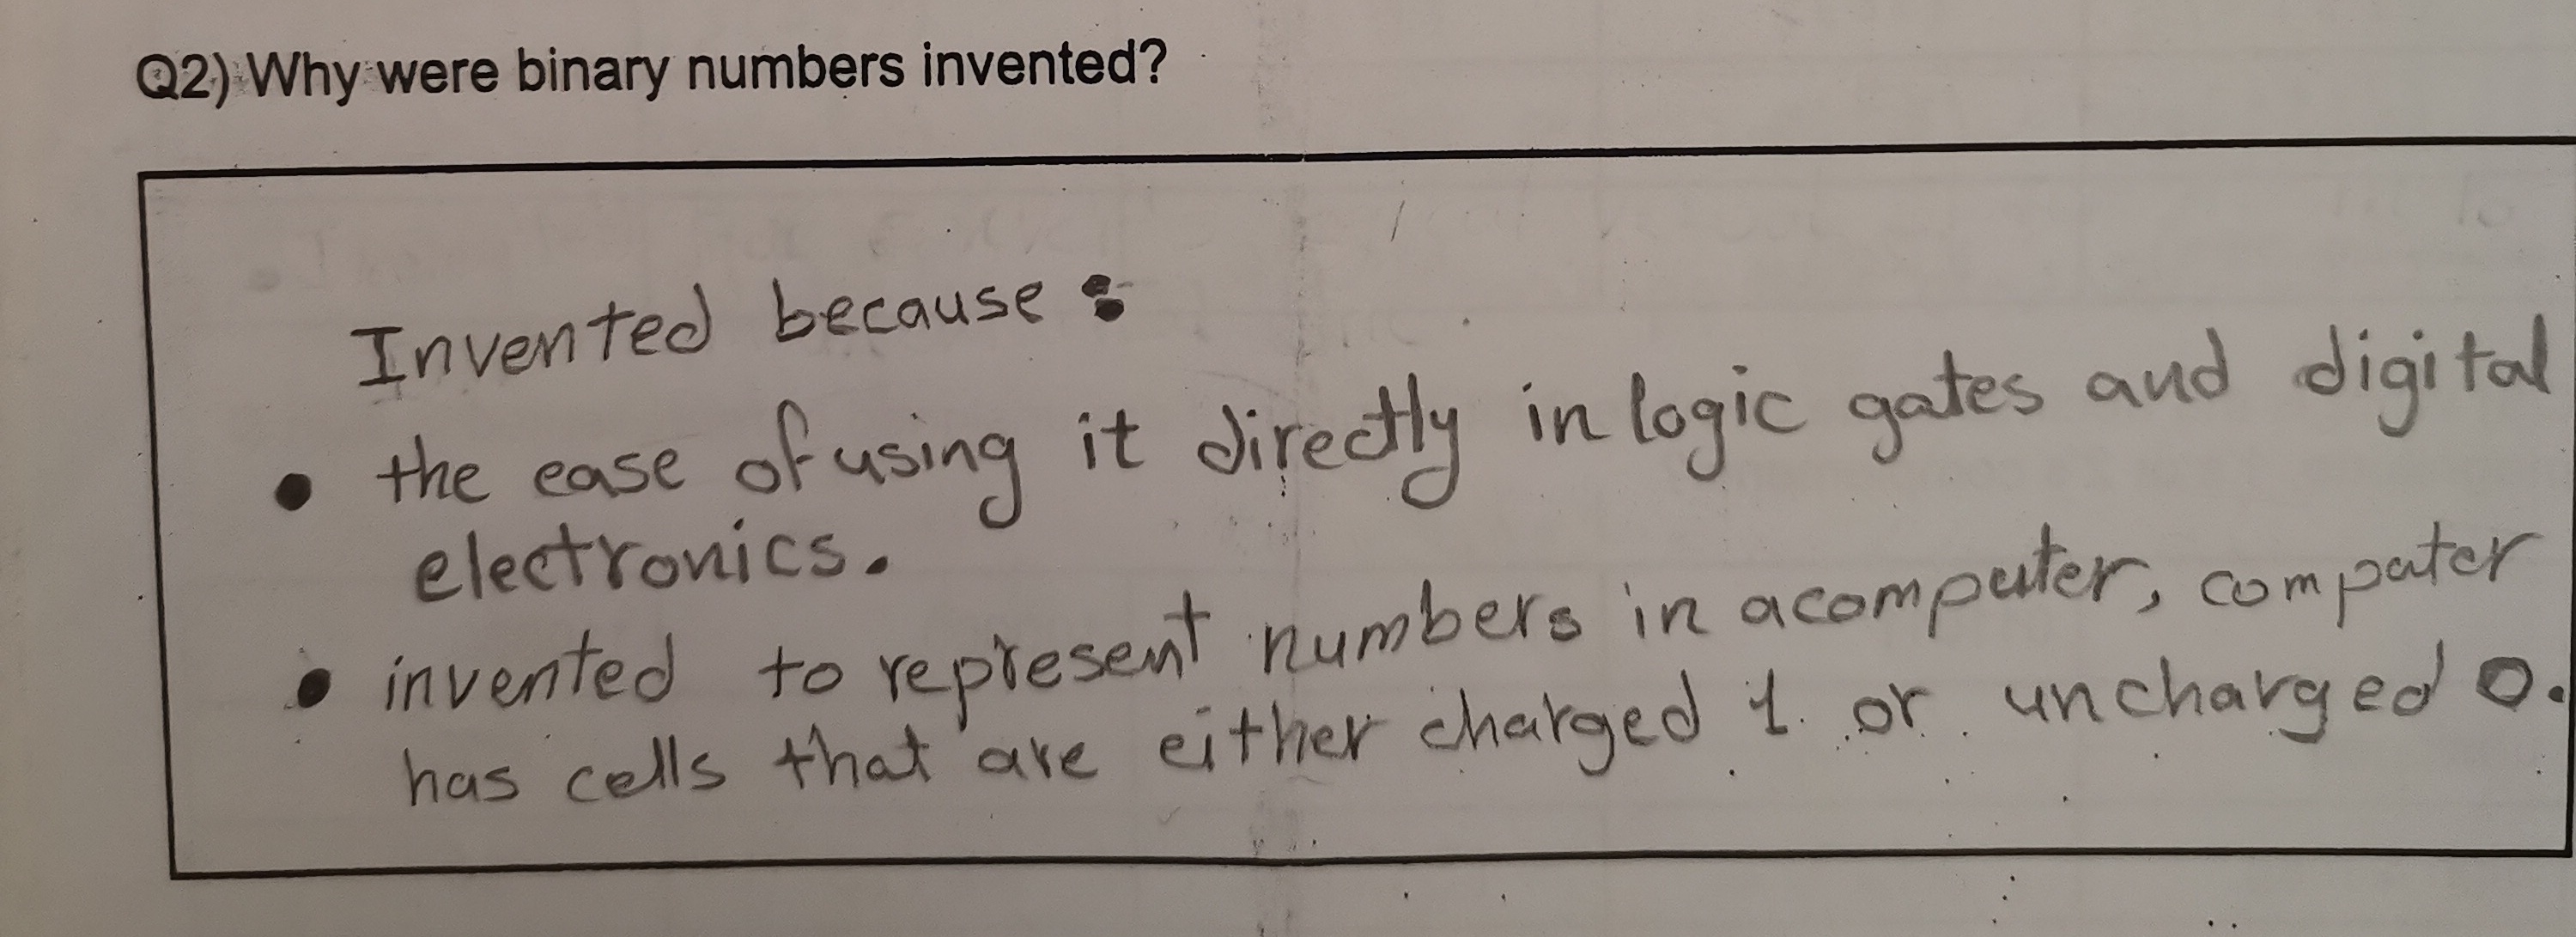 Q2) Why were binary numbers invented?
Invented because :
• the ease of using it directly in logic gates and digital
electronics.
• invented to represent numbers in a computer, computer
has cells that are either charged 1 or uncharged 0.